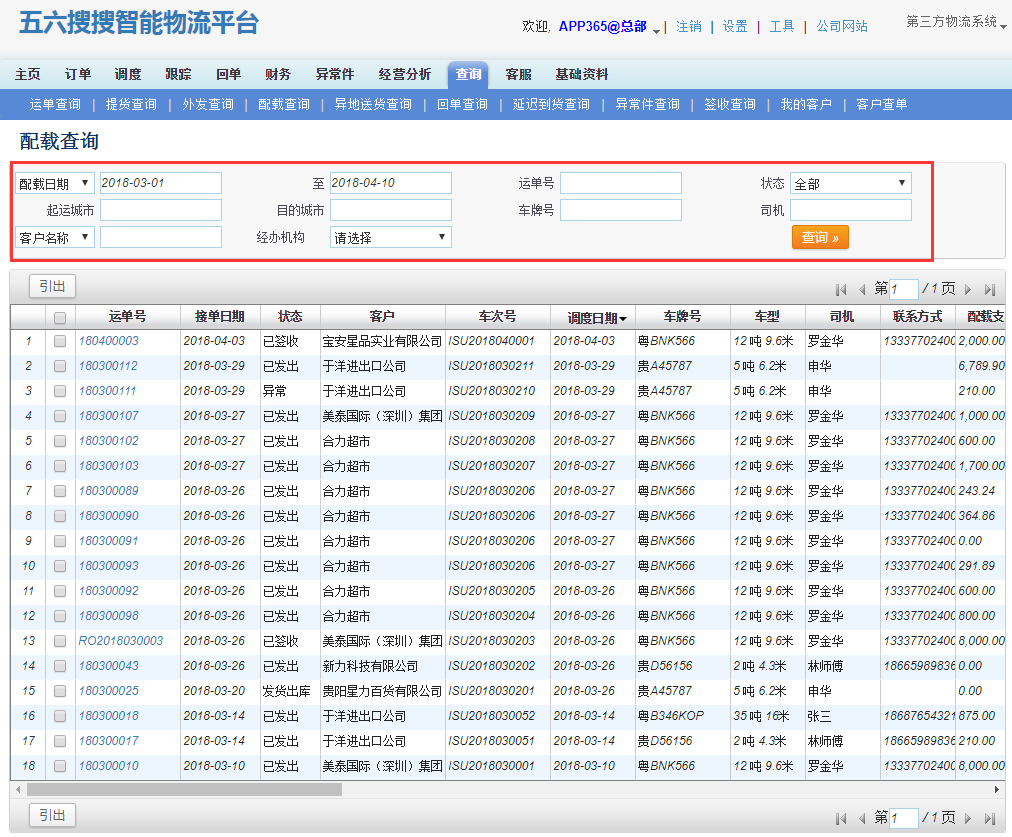 五六搜搜智能物流平台
欢迎, APP365@总部 | 注销 | 设置 | 工具 | 公司网站 第三方物流系统
主页 订单 调度 跟踪 回单 财务 异常件 经营分析 查询 客服 基础资料
运单查询 | 提货查询 | 外发查询 | 配载查询 | 异地送货查询 | 回单查询 | 延迟到货查询 | 异常件查询 | 签收查询 | 我的客户 | 客户查单
配载查询
配载日期 2018-03-01 至 2018-04-10 运单号 状态 全部
起运城市 目的城市 车牌号 司机
客户名称 经办机构 请选择 查询 »
引出 第 1 / 1 页
运单号 接单日期 状态 客户 车次号 调度日期 车牌号 车型 司机 联系方式 配载支
1 180400003 2018-04-03 已签收 宝安星品实业有限公司 ISU2018040001 2018-04-03 粤BNK566 12吨 9.6米 罗金华 13337702400 2,000.00
2 180300112 2018-03-29 已发出 于洋进出口公司 ISU2018030211 2018-03-29 贵A45787 5吨 6.2米 申华 6,789.90
3 180300111 2018-03-29 异常 于洋进出口公司 ISU2018030210 2018-03-29 贵A45787 5吨 6.2米 申华 210.00
4 180300107 2018-03-27 已发出 美泰国际（深圳）集团 ISU2018030209 2018-03-27 粤BNK566 12吨 9.6米 罗金华 13337702400 1,000.00
5 180300102 2018-03-27 已发出 合力超市 ISU2018030208 2018-03-27 粤BNK566 12吨 9.6米 罗金华 13337702400 600.00
6 180300103 2018-03-27 已发出 合力超市 ISU2018030207 2018-03-27 粤BNK566 12吨 9.6米 罗金华 13337702400 1,700.00
7 180300089 2018-03-26 已发出 合力超市 ISU2018030206 2018-03-27 粤BNK566 12吨 9.6米 罗金华 13337702400 243.24
8 180300090 2018-03-26 已发出 合力超市 ISU2018030206 2018-03-27 粤BNK566 12吨 9.6米 罗金华 13337702400 364.86
9 180300091 2018-03-26 已发出 合力超市 ISU2018030206 2018-03-27 粤BNK566 12吨 9.6米 罗金华 13337702400 0.00
10 180300093 2018-03-26 已发出 合力超市 ISU2018030206 2018-03-27 粤BNK566 12吨 9.6米 罗金华 13337702400 291.89
11 180300092 2018-03-26 已发出 合力超市 ISU2018030205 2018-03-26 粤BNK566 12吨 9.6米 罗金华 13337702400 600.00
12 180300098 2018-03-26 已发出 合力超市 ISU2018030204 2018-03-26 粤BNK566 12吨 9.6米 罗金华 13337702400 800.00
13 RO2018030003 2018-03-26 已签收 美泰国际（深圳）集团 ISU2018030203 2018-03-26 粤BNK566 12吨 9.6米 罗金华 13337702400 8,000.00
14 180300043 2018-03-26 已发出 新力科技有限公司 ISU2018030202 2018-03-26 贵D56156 2吨 4.3米 林师傅 18665989836 0.00
15 180300025 2018-03-20 发货出库 贵阳星力百货有限公司 ISU2018030201 2018-03-26 贵A45787 5吨 6.2米 申华 0.00
16 180300018 2018-03-14 已发出 于洋进出口公司 ISU2018030052 2018-03-14 粤B346KOP 35吨 16米 张三 18687654321 875.00
17 180300017 2018-03-14 已发出 于洋进出口公司 ISU2018030051 2018-03-14 贵D56156 2吨 4.3米 林师傅 18665989836 210.00
18 180300010 2018-03-10 已发出 美泰国际（深圳）集团 ISU2018030001 2018-03-10 粤BNK566 12吨 9.6米 罗金华 13337702400 8,000.00
引出 第 1 / 1 页